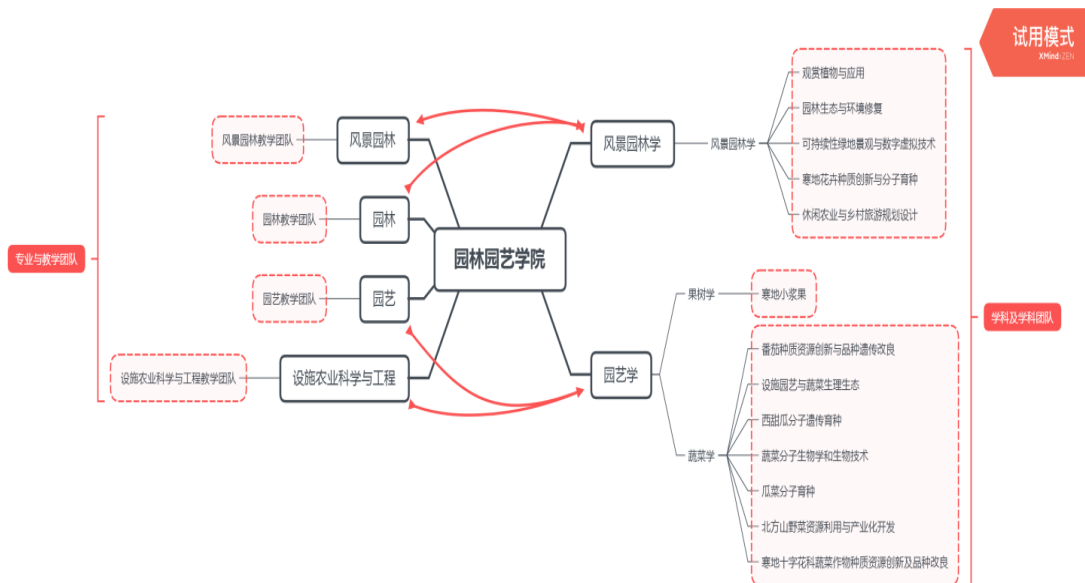 试用模式
XMind:ZEN
专业与教学团队
风景园林教学团队
风景园林
园林教学团队
园林
园艺教学团队
园艺
设施农业科学与工程教学团队
设施农业科学与工程
园林园艺学院
风景园林学
风景园林学
观赏植物与应用
园林生态与环境修复
可持续性绿地景观与数字虚拟技术
寒地花卉种质创新与分子育种
休闲农业与乡村旅游规划设计
园艺学
果树学
寒地小浆果
蔬菜学
番茄种质资源创新与品种遗传改良
设施园艺与蔬菜生理生态
西甜瓜分子遗传育种
蔬菜分子生物学和生物技术
瓜菜分子育种
北方山野菜资源利用与产业化开发
寒地十字花科蔬菜作物种质资源创新及品种改良
学科及学科团队